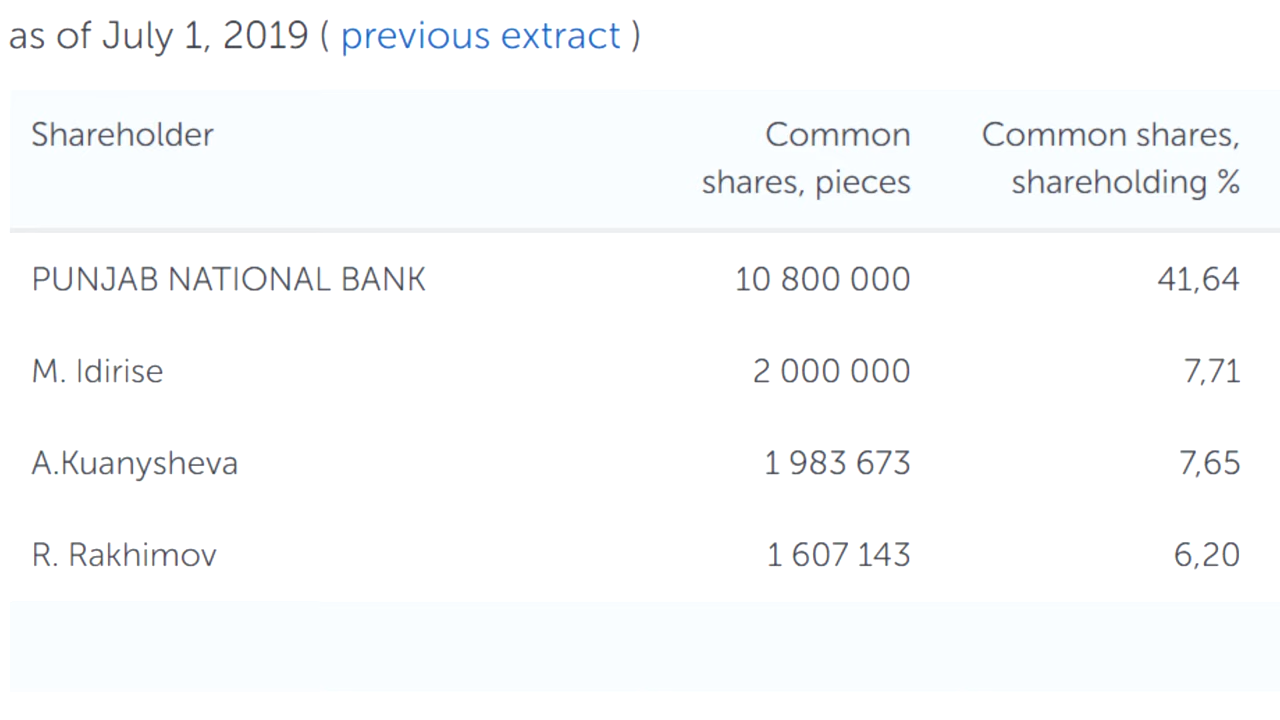 as of July 1, 2019 ( previous extract )
Shareholder Common shares, pieces Common shares, shareholding %
PUNJAB NATIONAL BANK 10 800 000 41,64
M. Idirise 2 000 000 7,71
A.Kuanysheva 1 983 673 7,65
R. Rakhimov 1 607 143 6,20